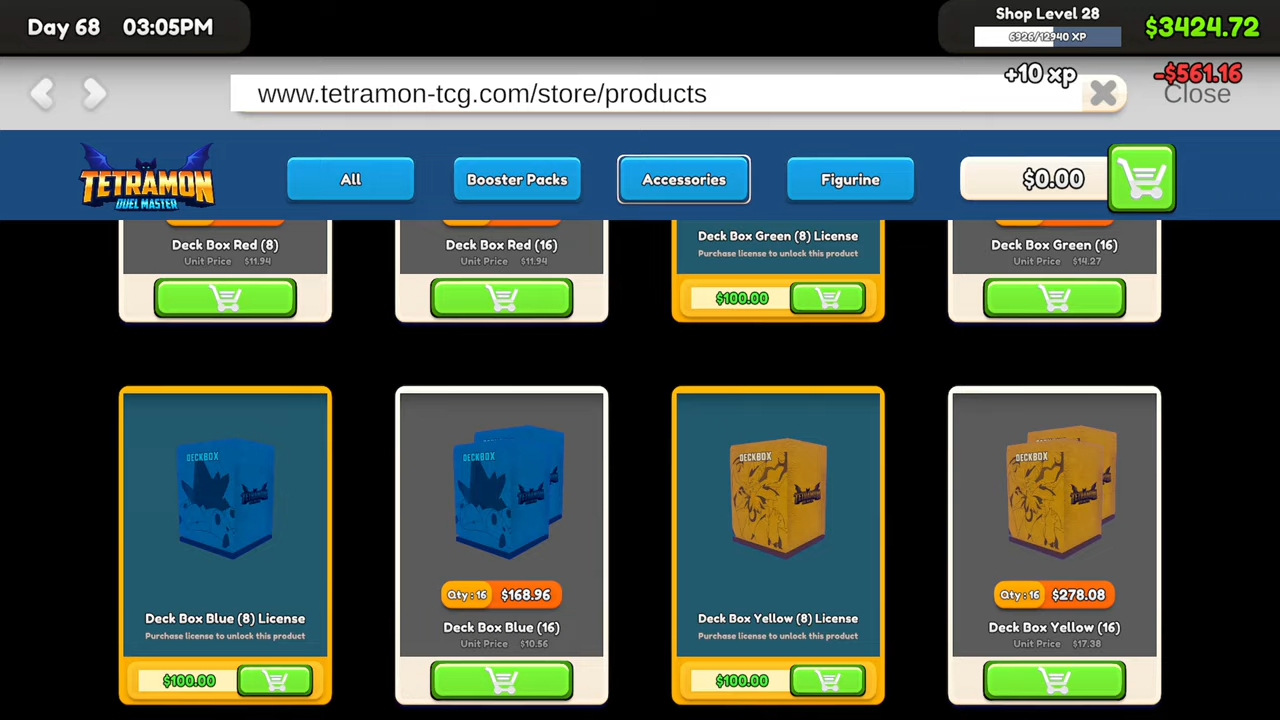 Day 68 03:05PM
Shop Level 28
6926/12940 XP
$3424.72
+10 xp
-$561.16
www.tetramon-tcg.com/store/products
Close
TETRAMON
DUEL MASTER
All
Booster Packs
Accessories
Figurine
$0.00
Deck Box Red (8)
Unit Price $11.94
Deck Box Red (16)
Unit Price $11.94
Deck Box Green (8) License
Purchase license to unlock this product
$100.00
Deck Box Green (16)
Unit Price $14.27
DECKBOX
TETRAMON
Deck Box Blue (8) License
Purchase license to unlock this product
$100.00
DECKBOX
TETRAMON
Qty : 16 $168.96
Deck Box Blue (16)
Unit Price $10.56
DECKBOX
TETRAMON
Deck Box Yellow (8) License
Purchase license to unlock this product
$100.00
DECKBOX
TETRAMON
Qty : 16 $278.08
Deck Box Yellow (16)
Unit Price $17.38